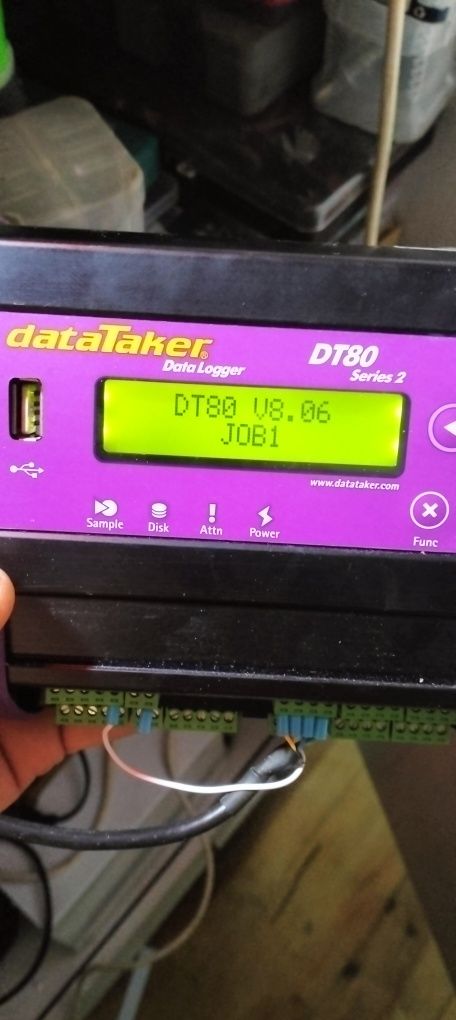 dataTaker®
Data Logger
DT80
Series 2
DT80 V8.06
JOB1
www.datataker.com
Sample
Disk
Attn
Power
Func